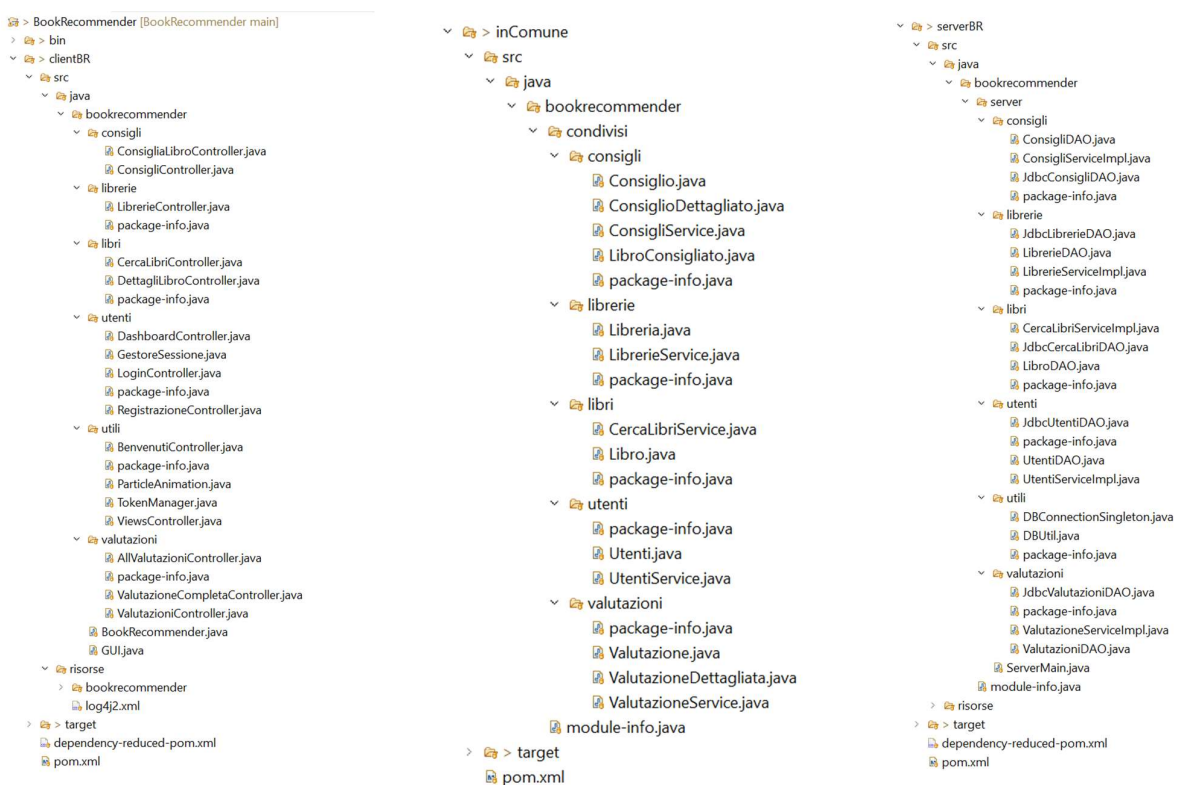 > BookRecommender [BookRecommender main]
> bin
> clientBR
src
java
bookrecommender
consigli
ConsigliaLibroController.java
ConsigliController.java
librerie
LibrerieController.java
package-info.java
libri
CercaLibriController.java
DettagliLibroController.java
package-info.java
utenti
DashboardController.java
GestoreSessione.java
LoginController.java
package-info.java
RegistrazioneController.java
utili
BenvenutiController.java
package-info.java
ParticleAnimation.java
TokenManager.java
ViewsController.java
valutazioni
AllValutazioniController.java
package-info.java
ValutazioneCompletaController.java
ValutazioniController.java
BookRecommender.java
GUI.java
risorse
bookrecommender
log4j2.xml
> target
dependency-reduced-pom.xml
pom.xml
> inComune
src
java
bookrecommender
condivisi
consigli
Consiglio.java
ConsiglioDettagliato.java
ConsigliService.java
LibroConsigliato.java
package-info.java
librerie
Libreria.java
LibrerieService.java
package-info.java
libri
CercaLibriService.java
Libro.java
package-info.java
utenti
package-info.java
Utenti.java
UtentiService.java
valutazioni
package-info.java
Valutazione.java
ValutazioneDettagliata.java
ValutazioneService.java
module-info.java
> target
pom.xml
> serverBR
src
java
bookrecommender
server
consigli
ConsigliDAO.java
ConsigliServiceImpl.java
JdbcConsigliDAO.java
package-info.java
librerie
JdbcLibrerieDAO.java
LibrerieDAO.java
LibrerieServiceImpl.java
package-info.java
libri
CercaLibriServiceImpl.java
JdbcCercaLibriDAO.java
LibroDAO.java
package-info.java
utenti
JdbcUtentiDAO.java
package-info.java
UtentiDAO.java
UtentiServiceImpl.java
utili
DBConnectionSingleton.java
DBUtil.java
package-info.java
valutazioni
JdbcValutazioniDAO.java
package-info.java
ValutazioneServiceImpl.java
ValutazioniDAO.java
ServerMain.java
module-info.java
risorse
> target
dependency-reduced-pom.xml
pom.xml